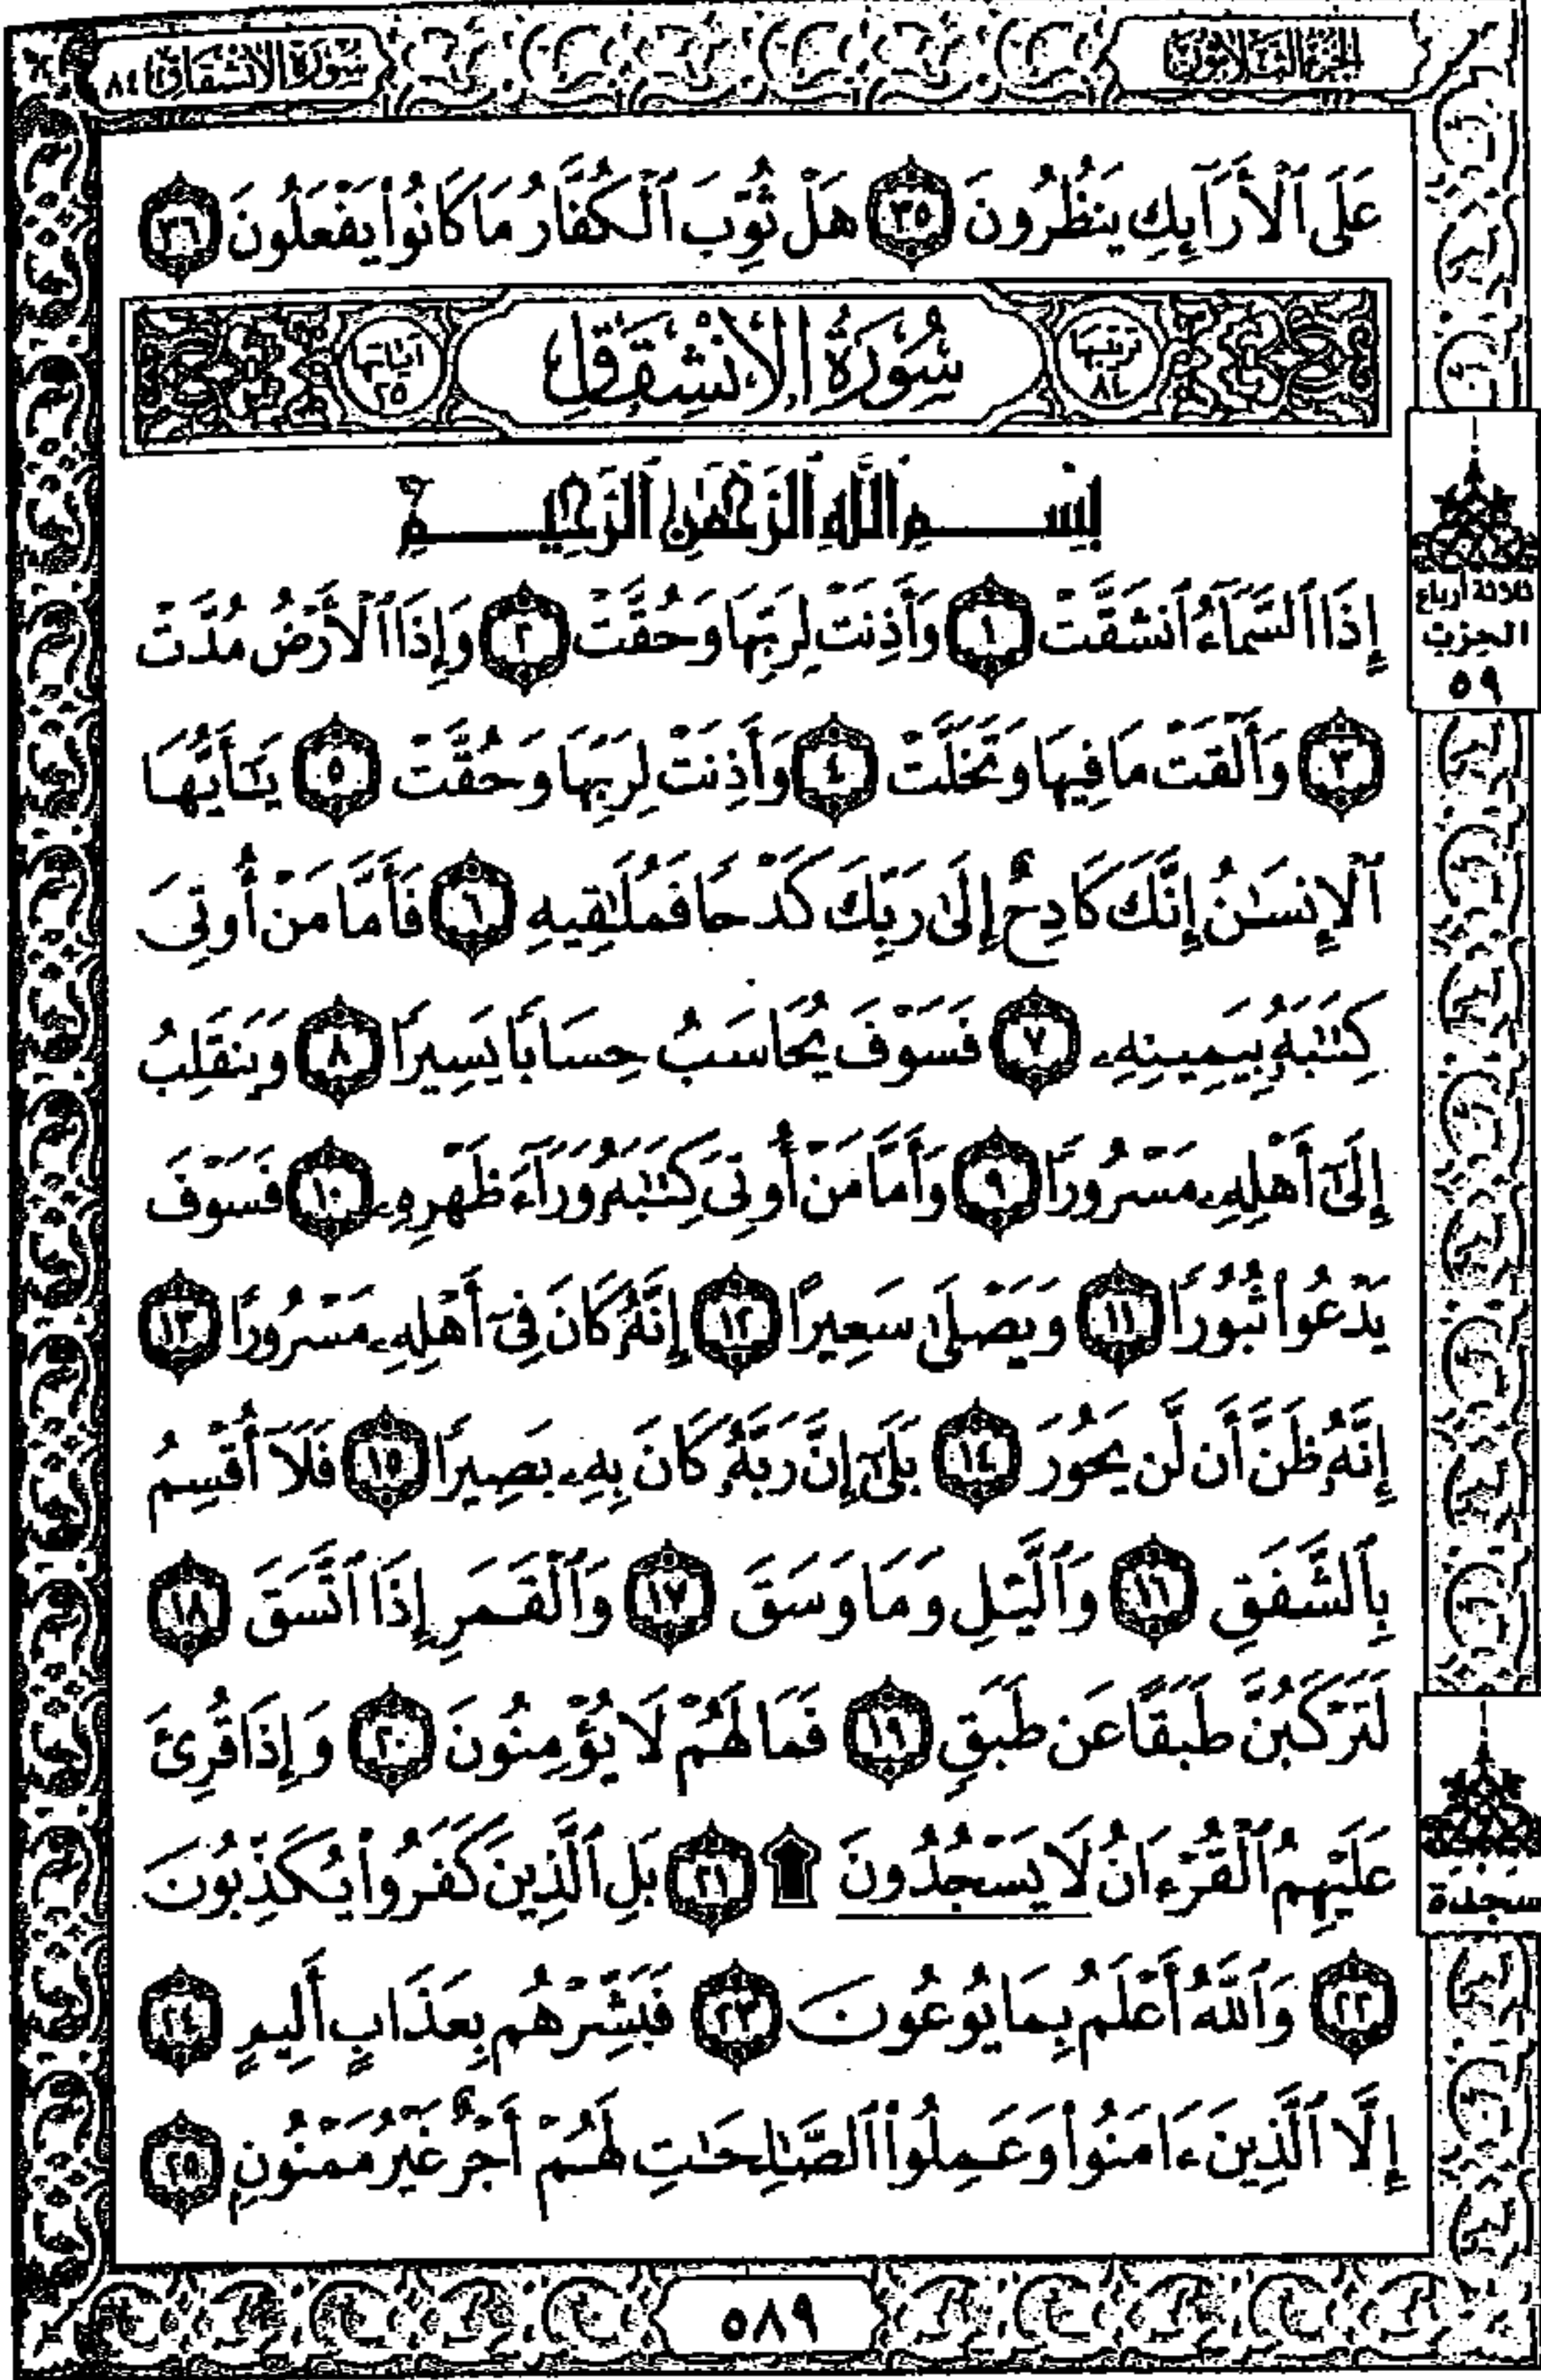 الجزء الثلاثون
سورة الانشقاق ٨٤
عَلَى ٱلْأَرَآئِكِ يَنظُرُونَ ٣٥ هَلْ ثُوِّبَ ٱلْكُفَّارُ مَا كَانُوا۟ يَفْعَلُونَ ٣٦
ترتيبها ٨٤
سُورَةُ الِانْشِقَاقِ
آياتها ٢٥
بِسْمِ ٱللَّهِ ٱلرَّحْمَٰنِ ٱلرَّحِيمِ
إِذَا ٱلسَّمَآءُ ٱنشَقَّتْ ١ وَأَذِنَتْ لِرَبِّهَا وَحُقَّتْ ٢ وَإِذَا ٱلْأَرْضُ مُدَّتْ
٣ وَأَلْقَتْ مَا فِيهَا وَتَخَلَّتْ ٤ وَأَذِنَتْ لِرَبِّهَا وَحُقَّتْ ٥ يَٰٓأَيُّهَا
ٱلْإِنسَٰنُ إِنَّكَ كَادِحٌ إِلَىٰ رَبِّكَ كَدْحًا فَمُلَٰقِيهِ ٦ فَأَمَّا مَنْ أُوتِىَ
كِتَٰبَهُۥ بِيَمِينِهِۦ ٧ فَسَوْفَ يُحَاسَبُ حِسَابًا يَسِيرًا ٨ وَيَنقَلِبُ
إِلَىٰٓ أَهْلِهِۦ مَسْرُورًا ٩ وَأَمَّا مَنْ أُوتِىَ كِتَٰبَهُۥ وَرَآءَ ظَهْرِهِۦ ١٠ فَسَوْفَ
يَدْعُوا۟ ثُبُورًا ١١ وَيَصْلَىٰ سَعِيرًا ١٢ إِنَّهُۥ كَانَ فِىٓ أَهْلِهِۦ مَسْرُورًا ١٣
إِنَّهُۥ ظَنَّ أَن لَّن يَحُورَ ١٤ بَلَىٰٓ إِنَّ رَبَّهُۥ كَانَ بِهِۦ بَصِيرًا ١٥ فَلَآ أُقْسِمُ
بِٱلشَّفَقِ ١٦ وَٱلَّيْلِ وَمَا وَسَقَ ١٧ وَٱلْقَمَرِ إِذَا ٱتَّسَقَ ١٨
لَتَرْكَبُنَّ طَبَقًا عَن طَبَقٍ ١٩ فَمَا لَهُمْ لَا يُؤْمِنُونَ ٢٠ وَإِذَا قُرِئَ
عَلَيْهِمُ ٱلْقُرْءَانُ لَا يَسْجُدُونَ ۩ ٢١ بَلِ ٱلَّذِينَ كَفَرُوا۟ يُكَذِّبُونَ
٢٢ وَٱللَّهُ أَعْلَمُ بِمَا يُوعُونَ ٢٣ فَبَشِّرْهُم بِعَذَابٍ أَلِيمٍ ٢٤
إِلَّا ٱلَّذِينَ ءَامَنُوا۟ وَعَمِلُوا۟ ٱلصَّٰلِحَٰتِ لَهُمْ أَجْرٌ غَيْرُ مَمْنُونٍۭ ٢٥
ثلاثة أرباع
الحزب
٥٩
سجدة
٥٨٩